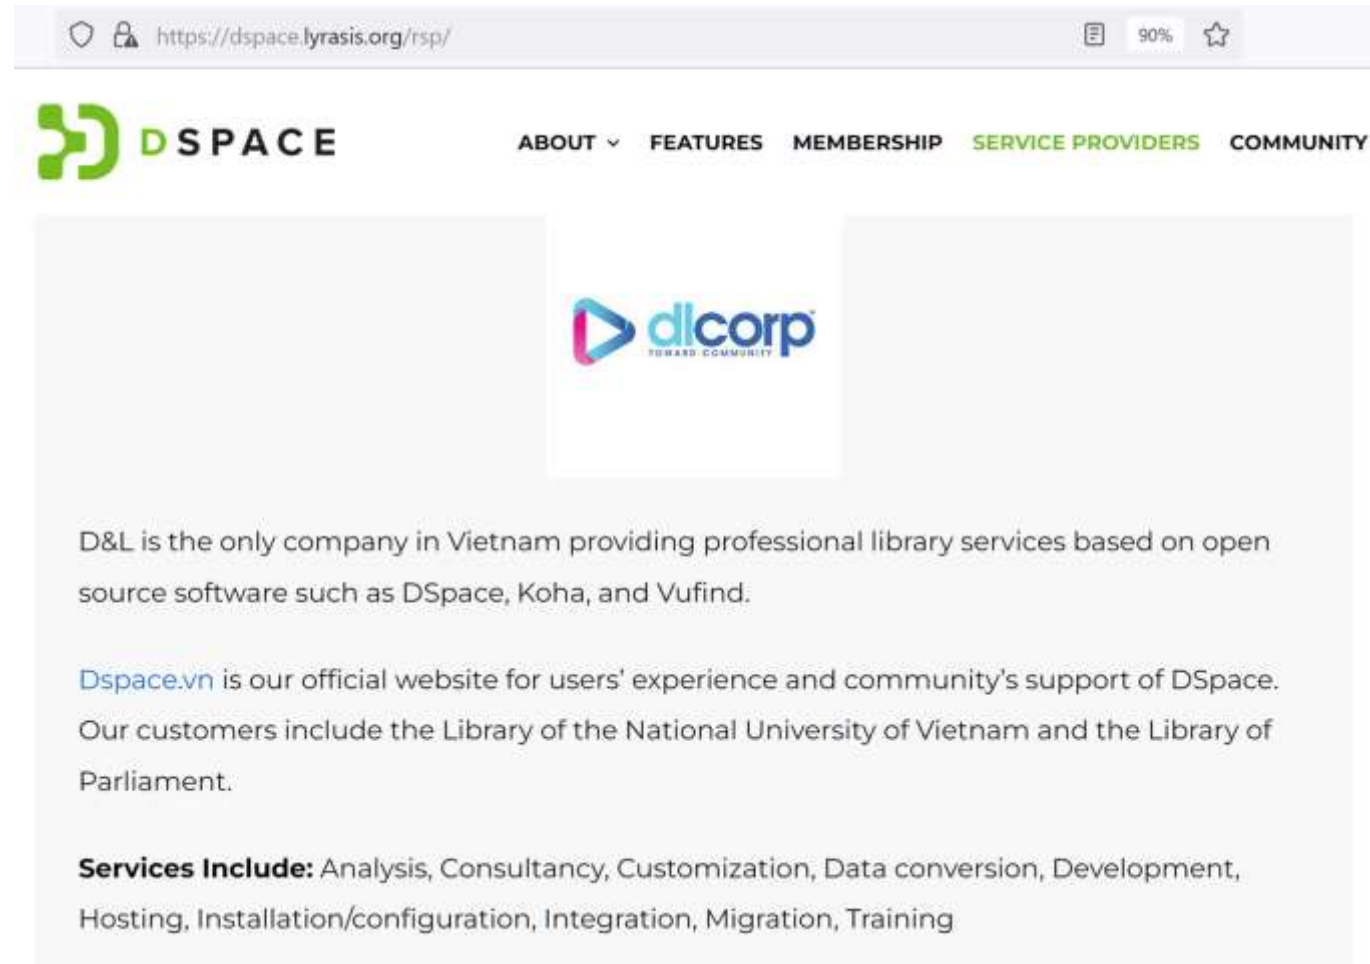 https://dspace.lyrasis.org/rsp/
90%
DSPACE
ABOUT FEATURES MEMBERSHIP SERVICE PROVIDERS COMMUNITY
dlcorp
TOWARD COMMUNITY
D&L is the only company in Vietnam providing professional library services based on open
source software such as DSpace, Koha, and Vufind.
Dspace.vn is our official website for users’ experience and community’s support of DSpace.
Our customers include the Library of the National University of Vietnam and the Library of
Parliament.
Services Include: Analysis, Consultancy, Customization, Data conversion, Development,
Hosting, Installation/configuration, Integration, Migration, Training